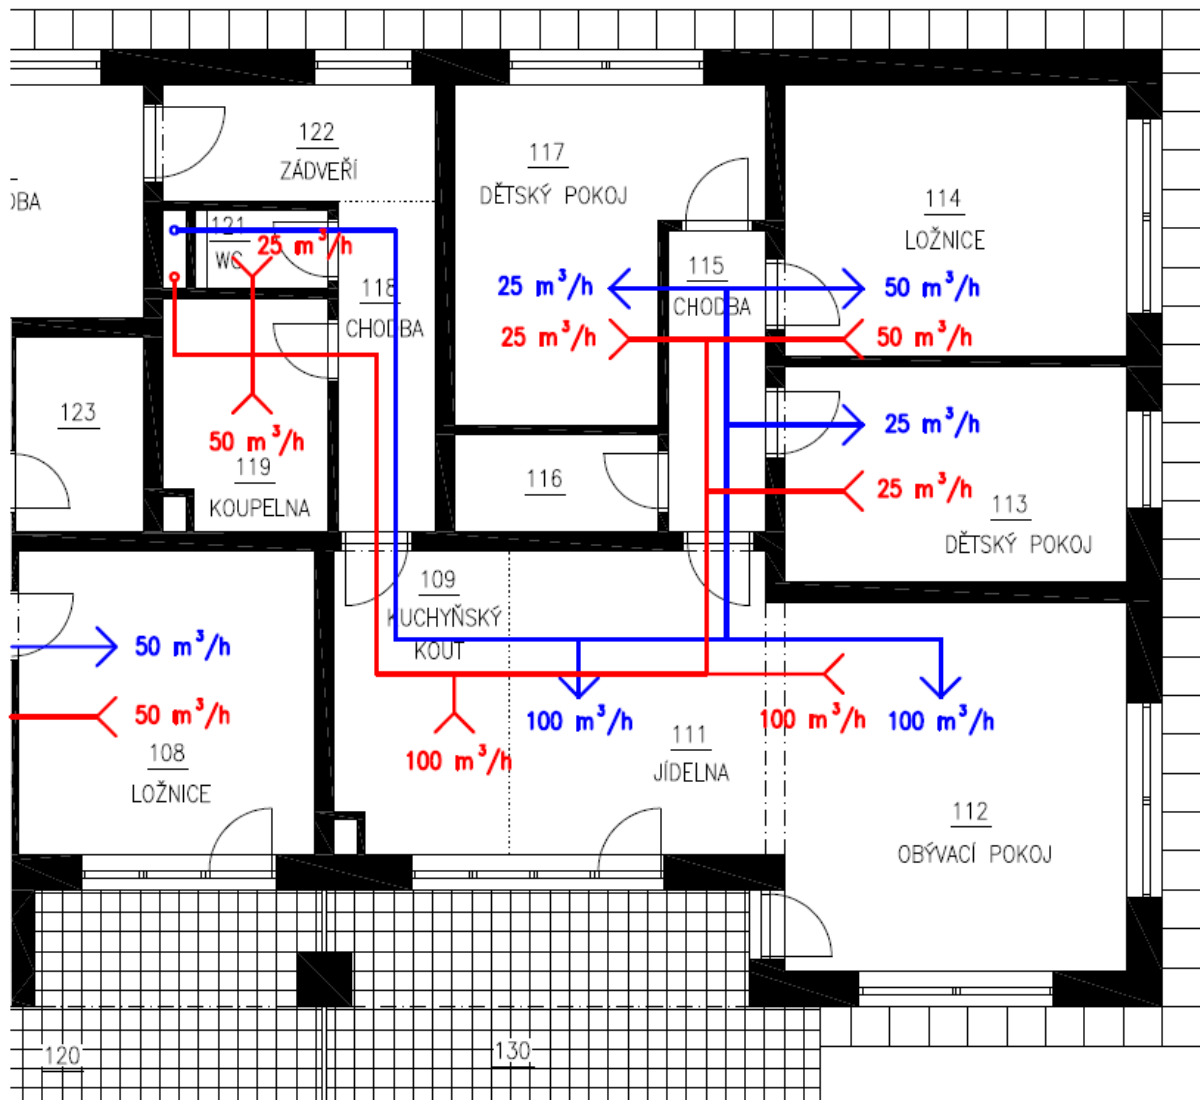 122
ZÁDVEŘÍ
117
DĚTSKÝ POKOJ
114
LOŽNICE
DBA
121
WC
25 m³/h
118
CHODBA
115
CHODBA
25 m³/h
50 m³/h
25 m³/h
50 m³/h
123
50 m³/h
119
KOUPELNA
116
25 m³/h
25 m³/h
113
DĚTSKÝ POKOJ
109
KUCHYŇSKÝ
KOUT
50 m³/h
50 m³/h
108
LOŽNICE
100 m³/h
100 m³/h
100 m³/h
100 m³/h
111
JÍDELNA
112
OBÝVACÍ POKOJ
120
130